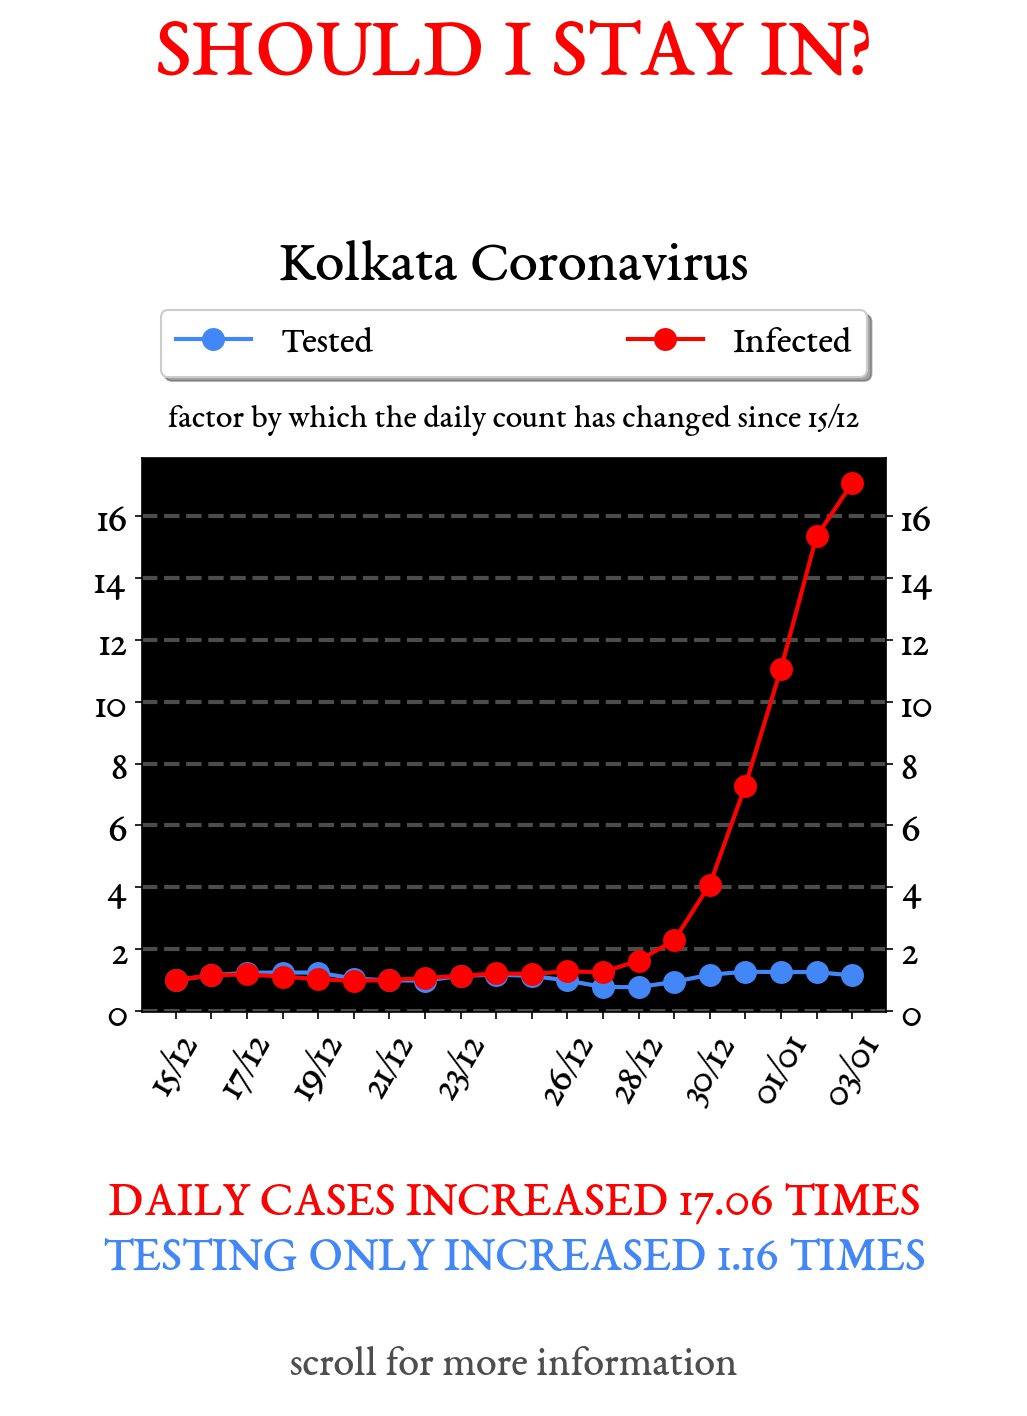 SHOULD I STAY IN?
Kolkata Coronavirus
Tested Infected
factor by which the daily count has changed since 15/12
16 16
14 14
12 12
10 10
8 8
6 6
4 4
2 2
0 0
15/12 17/12 19/12 21/12 23/12 26/12 28/12 30/12 01/01 03/01
DAILY CASES INCREASED 17.06 TIMES
TESTING ONLY INCREASED 1.16 TIMES
scroll for more information